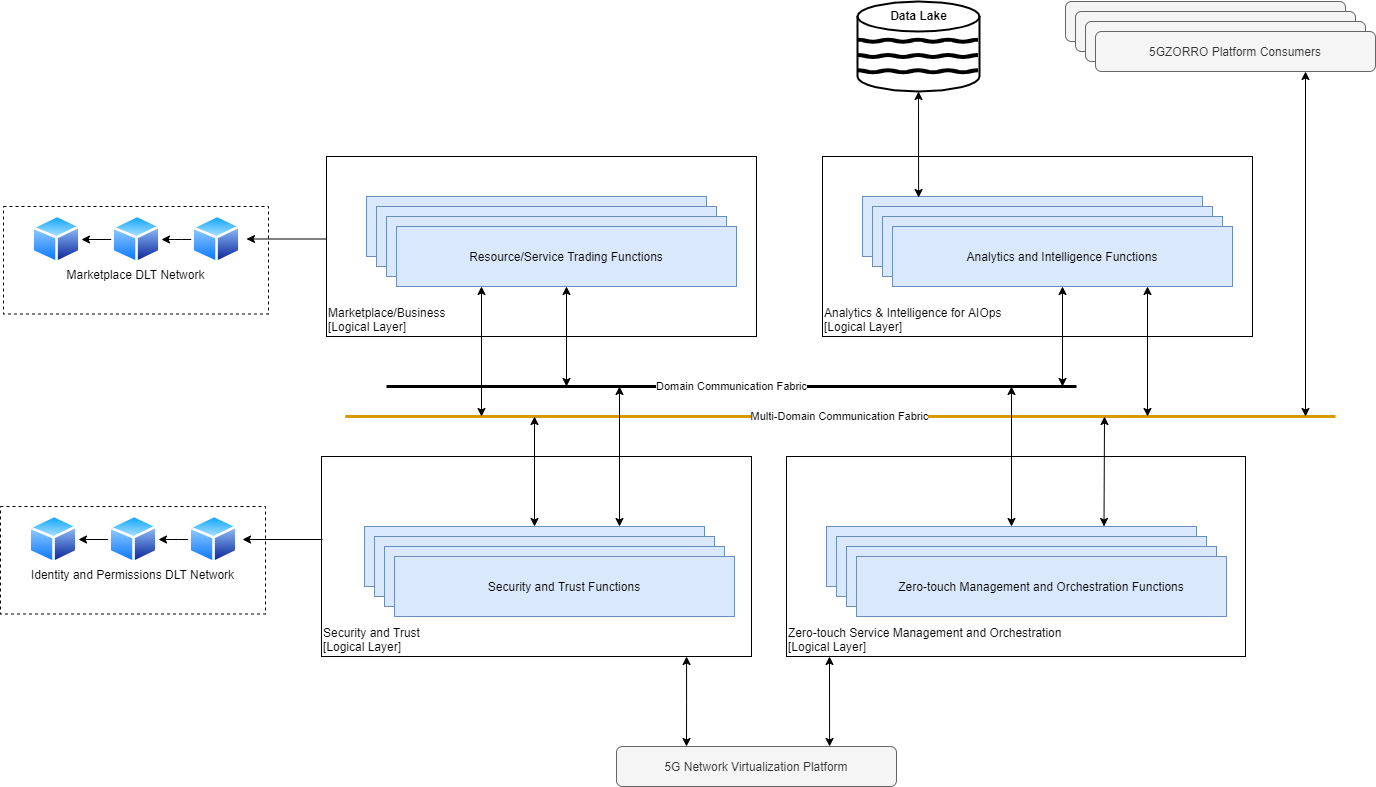 Data Lake
5GZORRO Platform Consumers
Marketplace DLT Network
Resource/Service Trading Functions
Marketplace/Business
[Logical Layer]
Analytics and Intelligence Functions
Analytics & Intelligence for AIOps
[Logical Layer]
Domain Communication Fabric
Multi-Domain Communication Fabric
Identity and Permissions DLT Network
Security and Trust Functions
Security and Trust
[Logical Layer]
Zero-touch Management and Orchestration Functions
Zero-touch Service Management and Orchestration
[Logical Layer]
5G Network Virtualization Platform